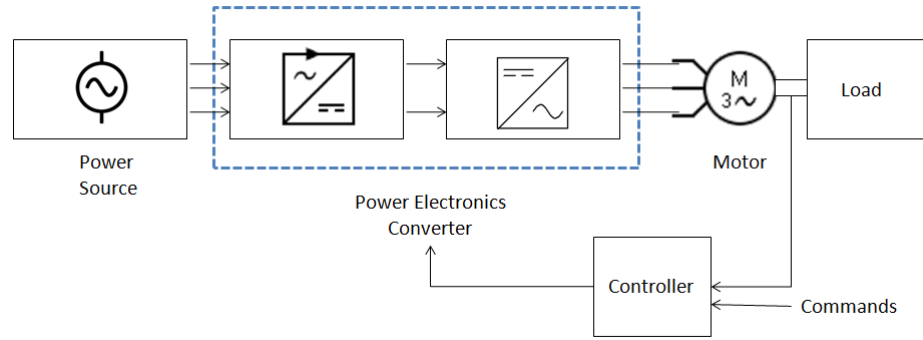 M
3
Load
Power
Source
Motor
Power Electronics
Converter
Controller
Commands